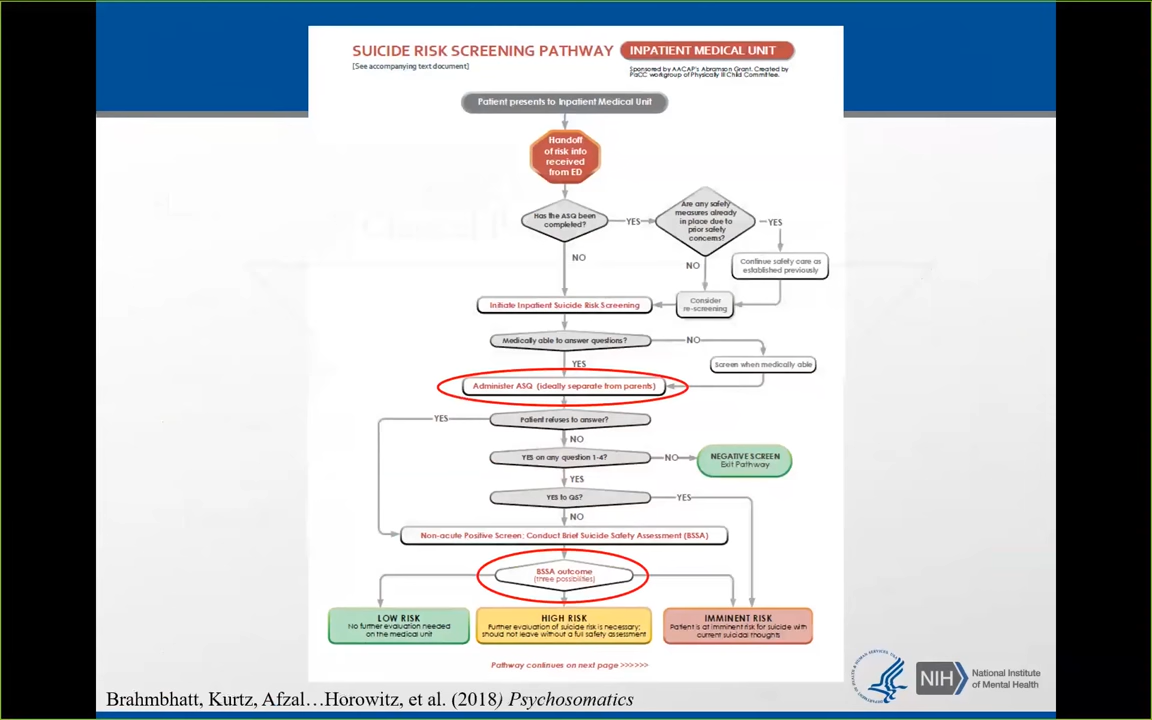 SUICIDE RISK SCREENING PATHWAY
INPATIENT MEDICAL UNIT
[See accompanying text document]
Sponsored by AACAP's Abramson Grant. Created by
PaCC workgroup of Physically Ill Child Committee.
Patient presents to Inpatient Medical Unit
Handoff
of risk info
received
from ED
Has the ASQ been
completed?
YES
Are any safety
measures already
in place due to
prior safety
concerns?
YES
NO
NO
Continue safety care as
established previously
Initiate Inpatient Suicide Risk Screening
Consider
re-screening
Medically able to answer questions?
NO
YES
Screen when medically able
Administer ASQ (ideally separate from parents)
YES
Patient refuses to answer?
NO
YES on any question 1-4?
NO
NEGATIVE SCREEN
Exit Pathway
YES
YES to Q5?
YES
NO
Non-acute Positive Screen; Conduct Brief Suicide Safety Assessment (BSSA)
BSSA outcome
(three possibilities)
LOW RISK
No further evaluation needed
on the medical unit
HIGH RISK
Further evaluation of suicide risk is necessary;
should not leave without a full safety assessment
IMMINENT RISK
Patient is at imminent risk for suicide with
current suicidal thoughts
Pathway continues on next page >>>>>>
NIH
National Institute
of Mental Health
Brahmbhatt, Kurtz, Afzal…Horowitz, et al. (2018) Psychosomatics